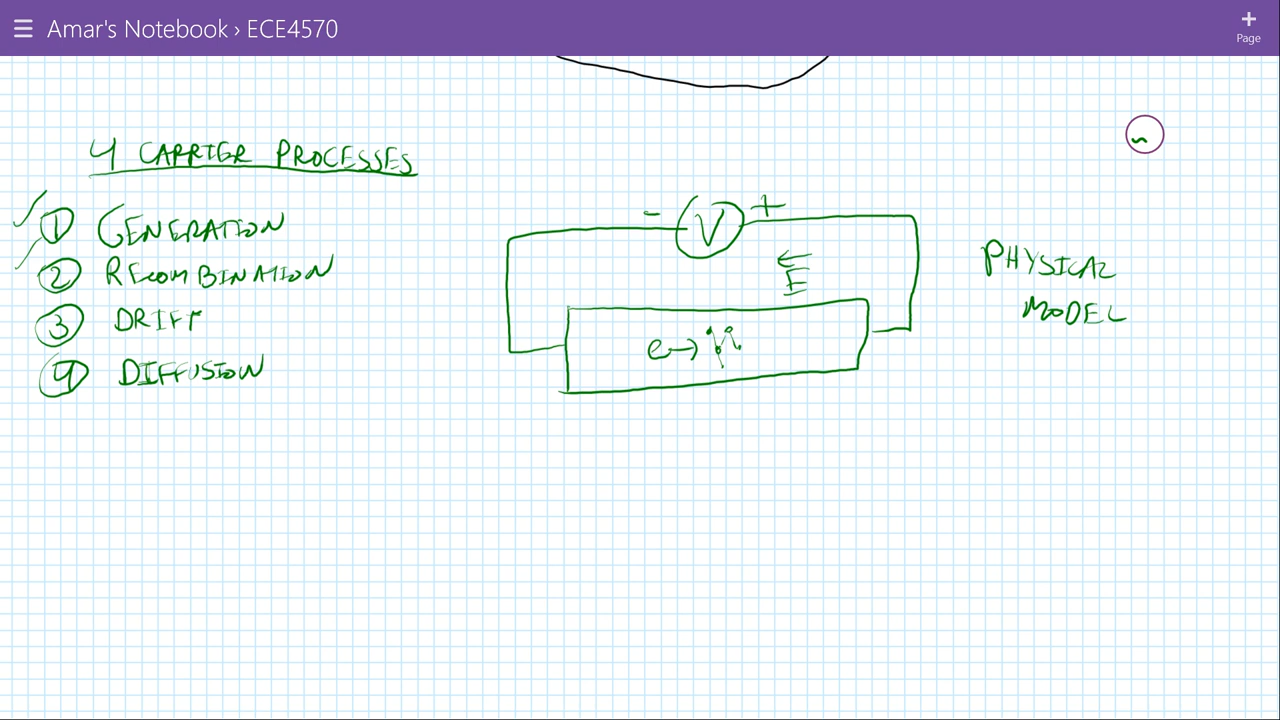 Amar's Notebook › ECE4570
Page
4 CARRIER PROCESSES
1 GENERATION
2 RECOMBINATION
3 DRIFT
4 DIFFUSION
- V +
E
e→
PHYSICAL
MODEL